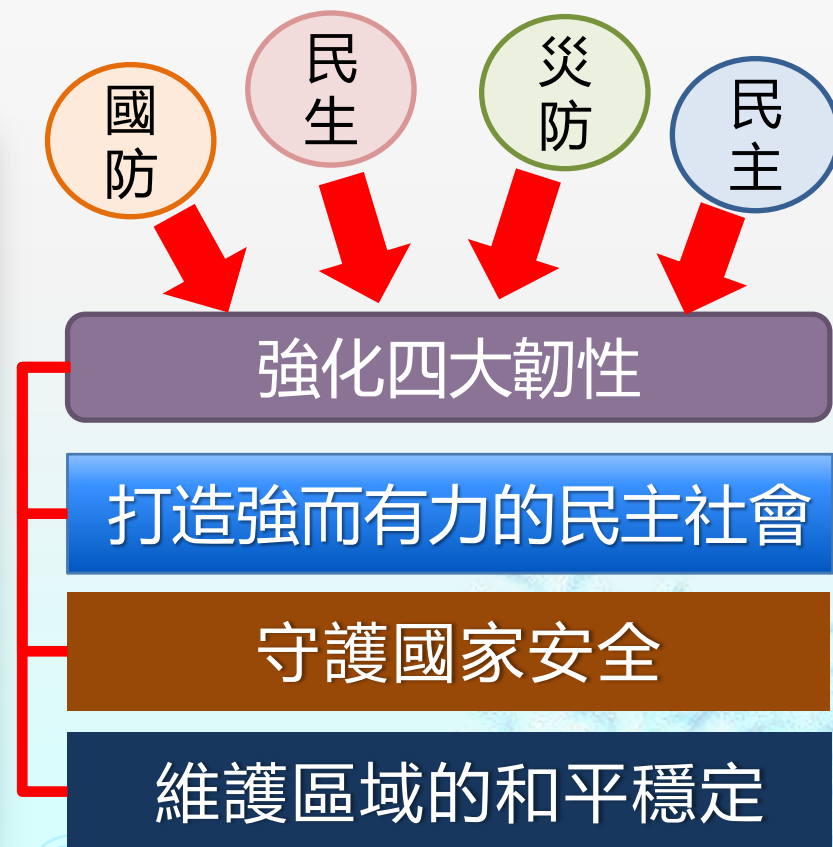 國
防
民
生
災
防
民
主
強化四大韌性
打造強而有力的民主社會
守護國家安全
維護區域的和平穩定